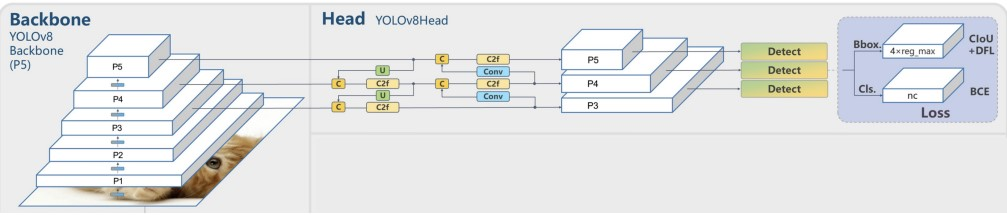 Backbone
YOLOv8
Backbone
(P5)
P5
P4
P3
P2
P1
Head YOLOv8Head
C
C2f
U
Conv
C
C2f
C
C2f
U
Conv
C
C2f
P5
P4
P3
Detect
Detect
Detect
Bbox.
4×reg_max
CIoU
+DFL
Cls.
nc
BCE
Loss